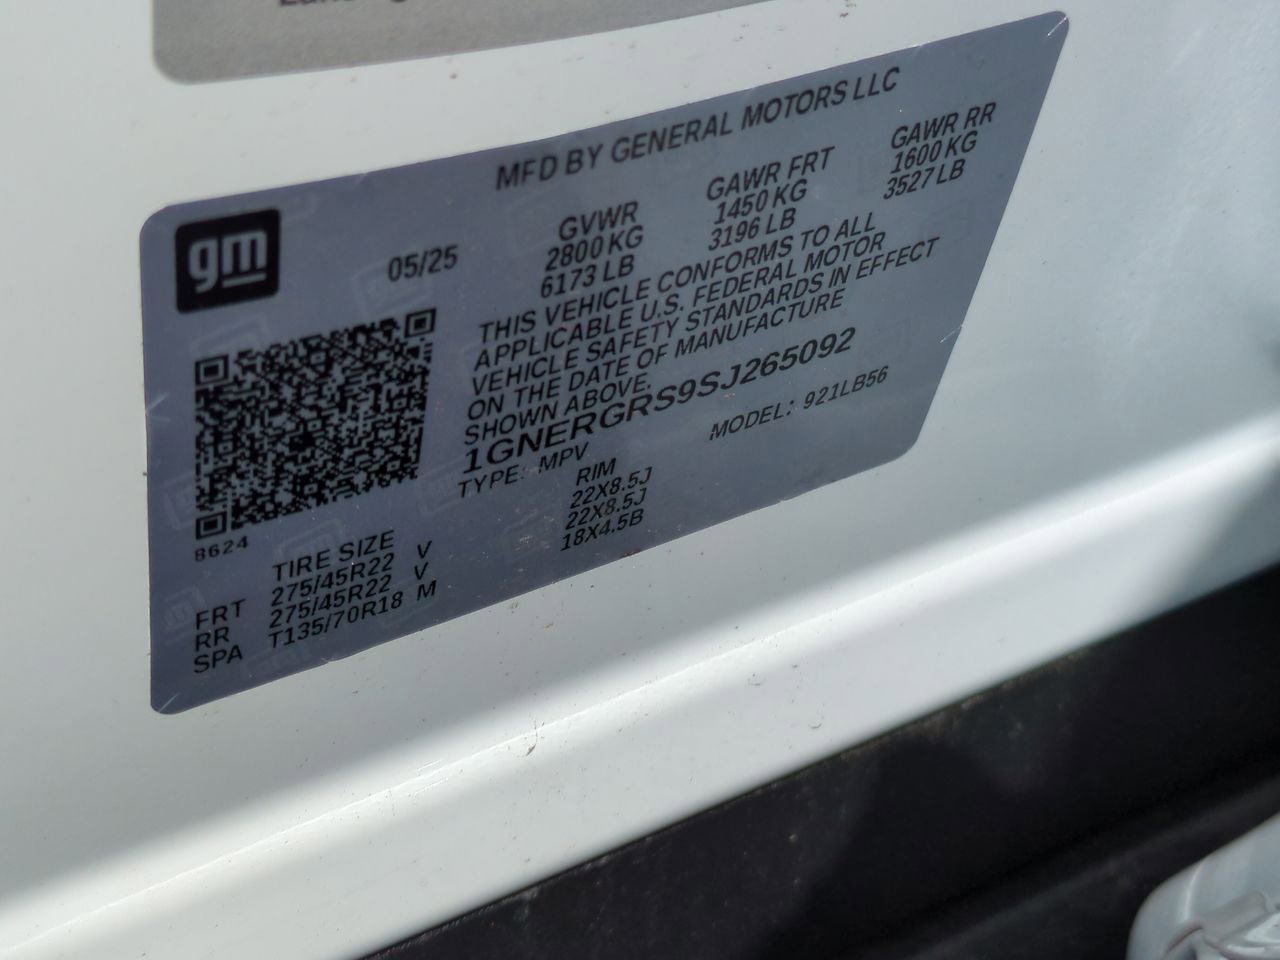 MFD BY GENERAL MOTORS LLC
gm
05/25
GVWR GAWR FRT GAWR RR
2800 KG 1450 KG 1600 KG
6173 LB 3196 LB 3527 LB
THIS VEHICLE CONFORMS TO ALL
APPLICABLE U.S. FEDERAL MOTOR
VEHICLE SAFETY STANDARDS IN EFFECT
ON THE DATE OF MANUFACTURE
SHOWN ABOVE.
1GNERGRS9SJ265092
TYPE: MPV MODEL: 921LB56
8624
TIRE SIZE RIM
FRT 275/45R22 V 22X8.5J
RR 275/45R22 V 22X8.5J
SPA T135/70R18 M 18X4.5B